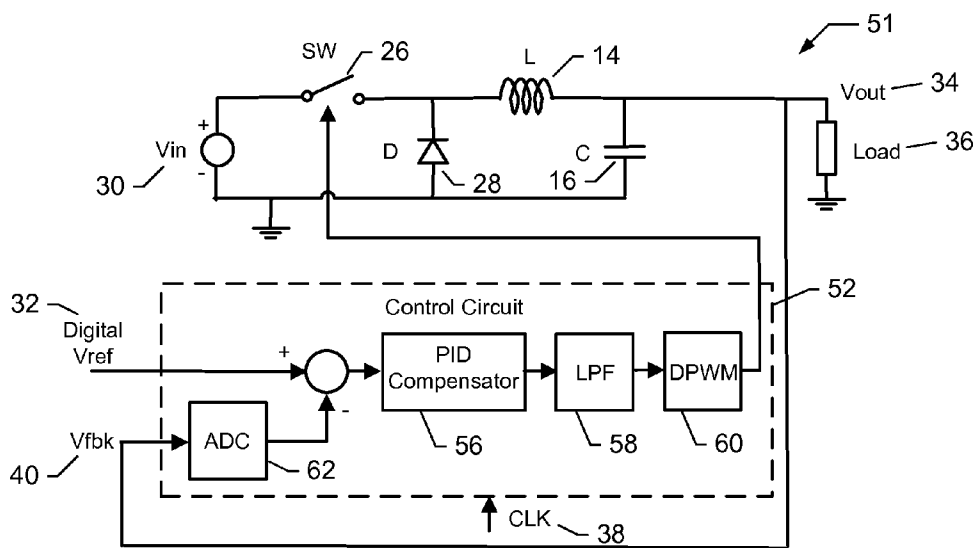 51
SW
26
L
14
Vout
34
+
Vin
-
30
D
28
C
16
Load
36
32
Digital
Vref
Control Circuit
52
+
-
PID
Compensator
56
LPF
58
DPWM
60
Vfbk
40
ADC
62
CLK
38